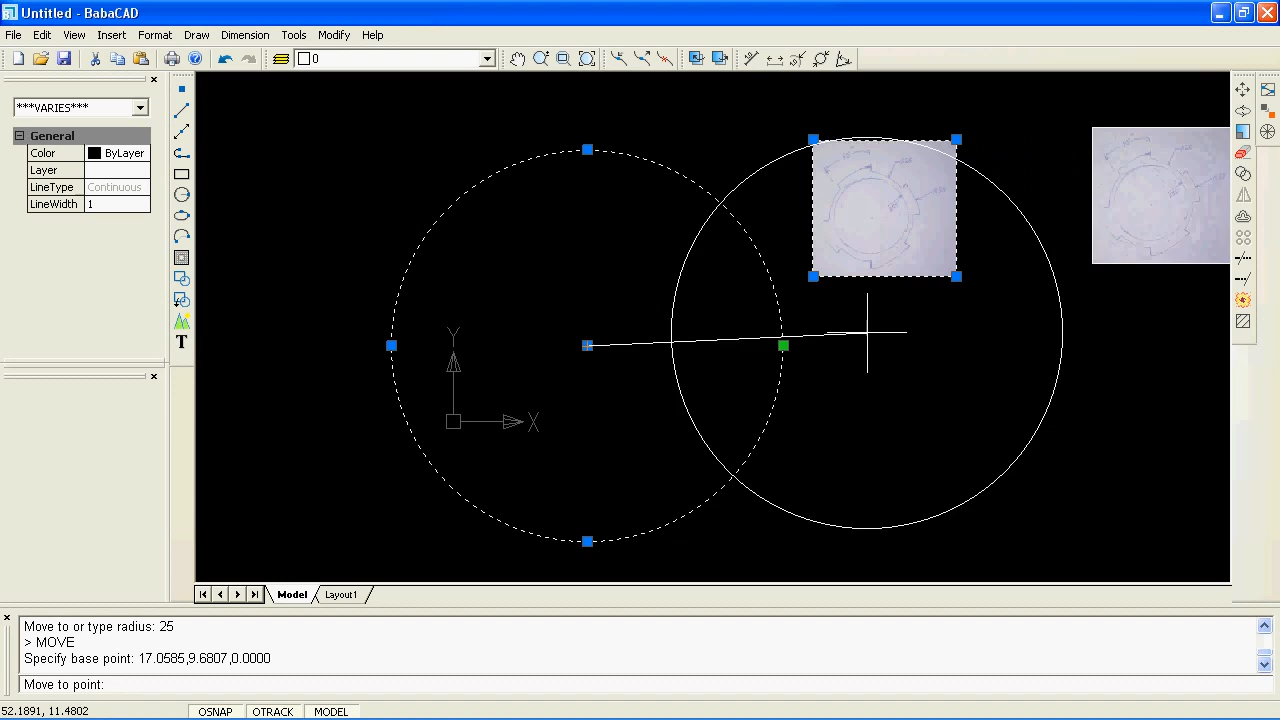 Untitled - BabaCAD
File Edit View Insert Format Draw Dimension Tools Modify Help
0
***VARIES***
General
Color ByLayer
Layer
LineType Continuous
LineWidth 1
T
Y
X
Model Layout1
Move to or type radius: 25
> MOVE
Specify base point: 17.0585,9.6807,0.0000
Move to point:
52.1891, 11.4802 OSNAP OTRACK MODEL